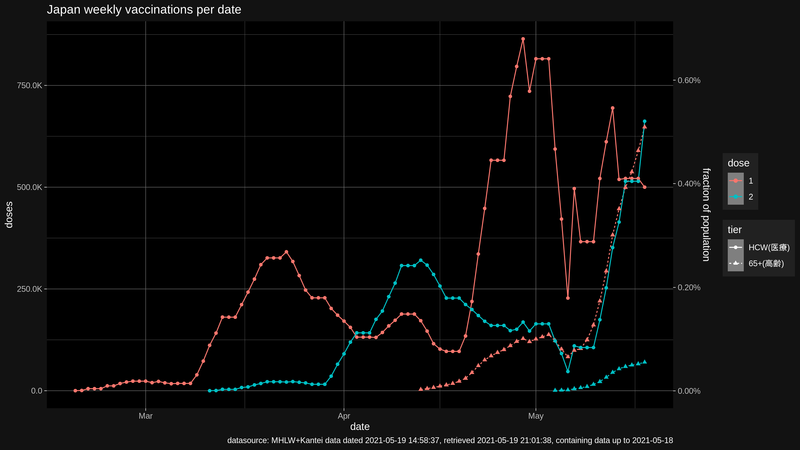 Japan weekly vaccinations per date
750.0K
500.0K
250.0K
0.0
doses
Mar
Apr
May
date
0.60%
0.40%
0.20%
0.00%
fraction of population
dose
1
2
tier
HCW(医療)
65+(高齢)
datasource: MHLW+Kantei data dated 2021-05-19 14:58:37, retrieved 2021-05-19 21:01:38, containing data up to 2021-05-18